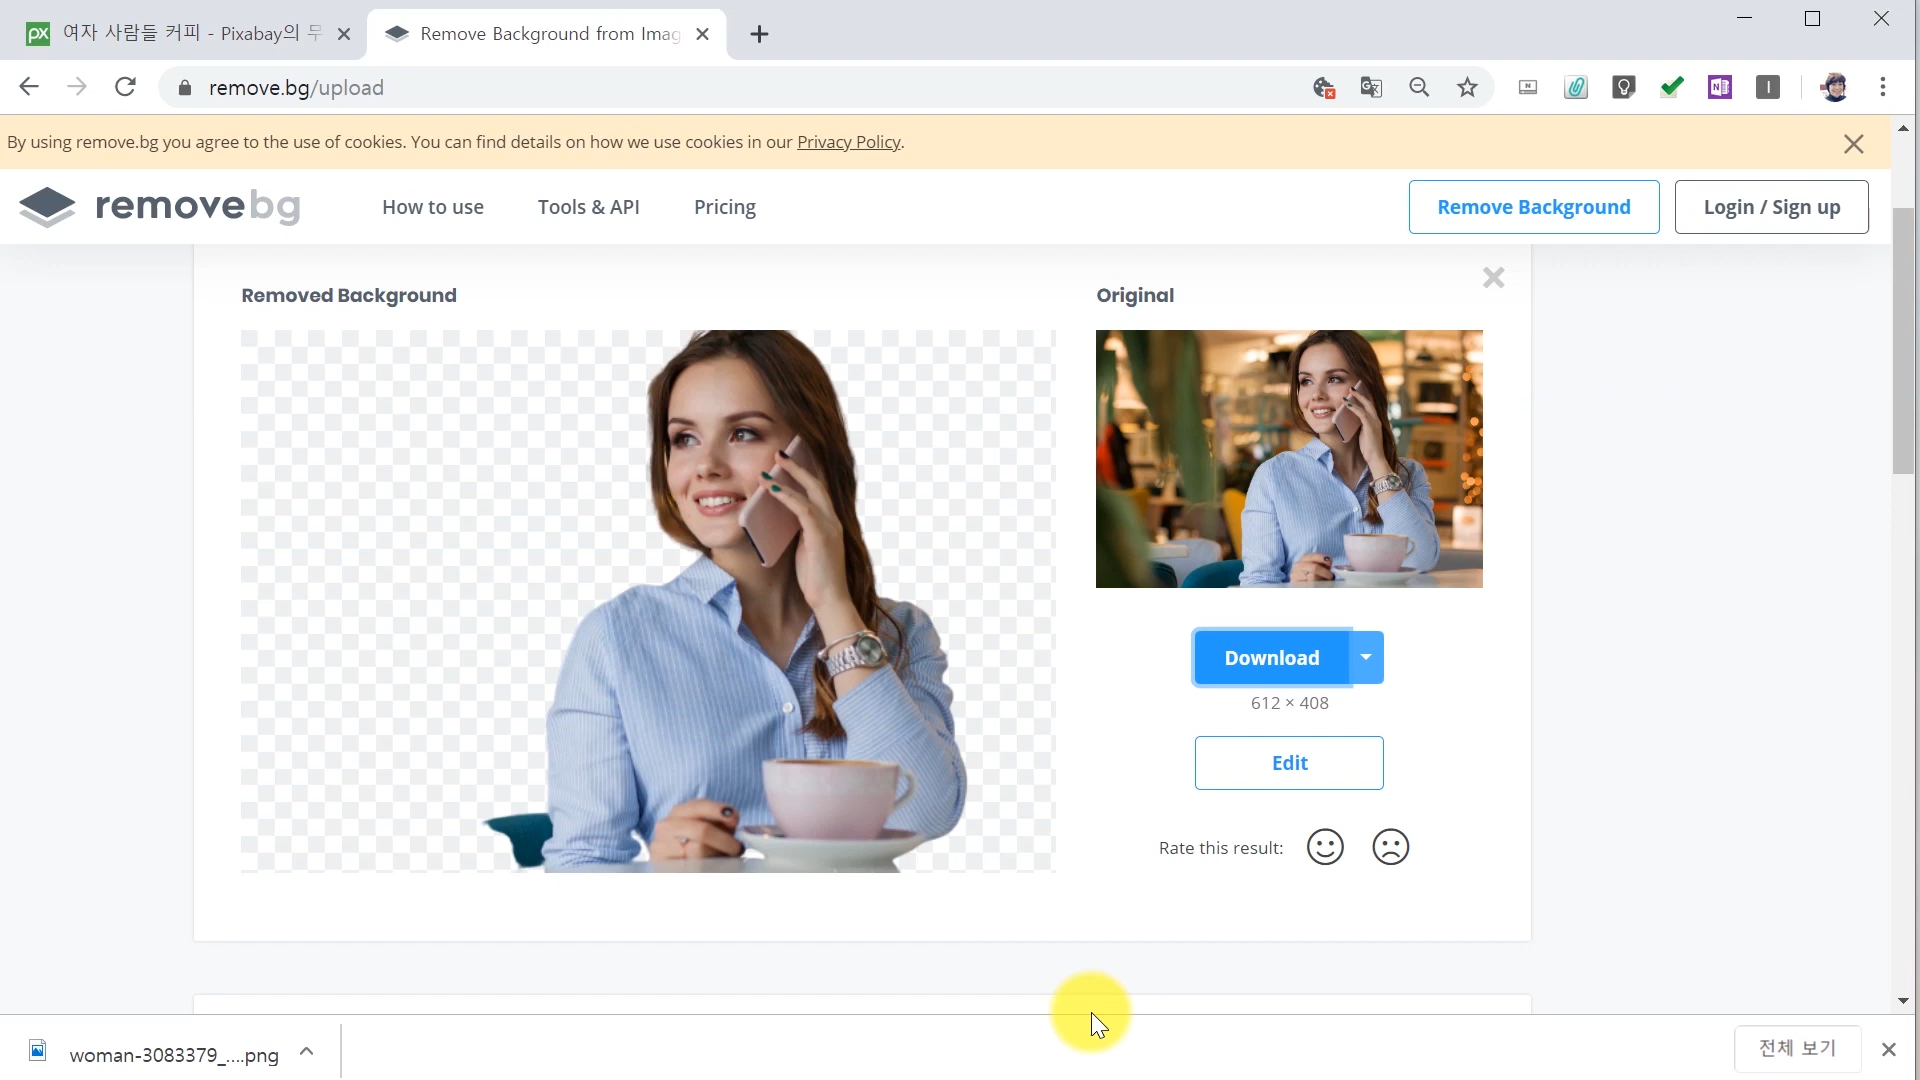 여자 사람들 커피 - Pixabay의 무
Remove Background from Imag
remove.bg/upload
By using remove.bg you agree to the use of cookies. You can find details on how we use cookies in our Privacy Policy.
removebg
How to use
Tools & API
Pricing
Remove Background
Login / Sign up
Removed Background
Original
Download
612 × 408
Edit
Rate this result:
woman-3083379_....png
전체 보기